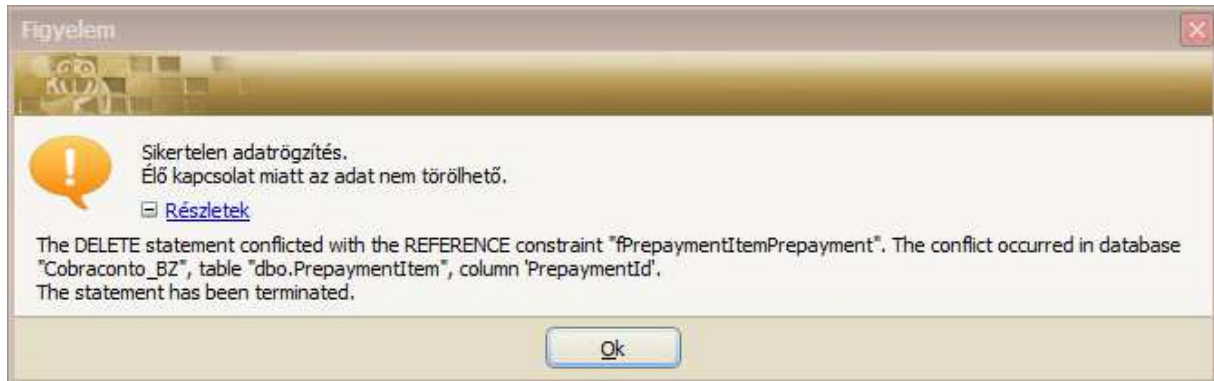 Figyelem
Sikertelen adatrögzítés.
Élő kapcsolat miatt az adat nem törölhető.
Részletek
The DELETE statement conflicted with the REFERENCE constraint "fPrepaymentItemPrepayment". The conflict occurred in database
"Cobraconto_BZ", table "dbo.PrepaymentItem", column 'PrepaymentId'.
The statement has been terminated.
Ok